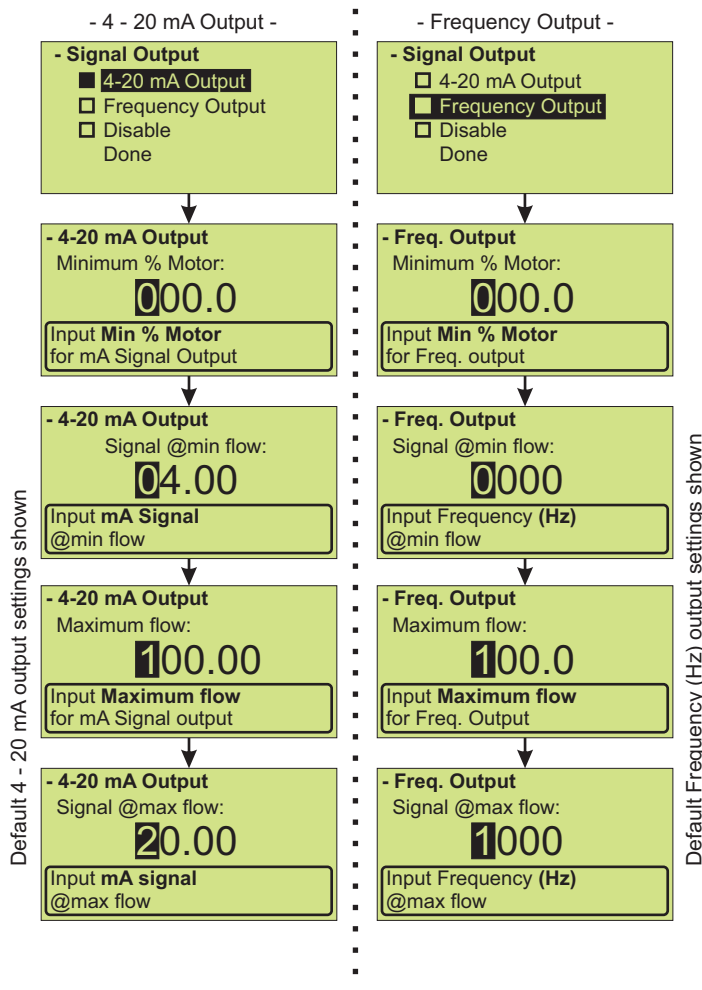 - 4 - 20 mA Output -
- Signal Output
4-20 mA Output
Frequency Output
Disable
Done
- 4-20 mA Output
Minimum % Motor:
000.0
Input Min % Motor
for mA Signal Output
- 4-20 mA Output
Signal @min flow:
04.00
Input mA Signal
@min flow
- 4-20 mA Output
Maximum flow:
100.00
Input Maximum flow
for mA Signal output
- 4-20 mA Output
Signal @max flow:
20.00
Input mA signal
@max flow
Default 4 - 20 mA output settings shown
- Frequency Output -
- Signal Output
4-20 mA Output
Frequency Output
Disable
Done
- Freq. Output
Minimum % Motor:
000.0
Input Min % Motor
for Freq. output
- Freq. Output
Signal @min flow:
0000
Input Frequency (Hz)
@min flow
- Freq. Output
Maximum flow:
100.0
Input Maximum flow
for Freq. Output
- Freq. Output
Signal @max flow:
1000
Input Frequency (Hz)
@max flow
Default Frequency (Hz) output settings shown